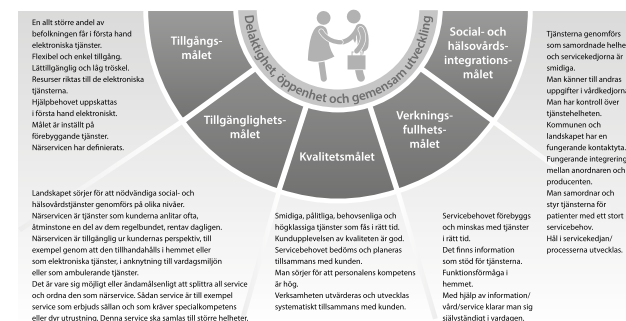 En allt större andel av
befolkningen får i första hand
elektroniska tjänster.
Flexibel och enkel tillgång.
Lättillgänglig och låg tröskel.
Resurser riktas till de elektroniska
tjänsterna.
Hjälpbehovet uppskattas
i första hand elektroniskt.
Målet är inställt på
förebyggande tjänster.
Närservicen har definierats.
Tillgångs-
målet
Tillgänglighets-
målet
Kvalitetsmålet
Verknings-
fullhets-
målet
Social- och
hälsovårds-
integrations-
målet
Delaktighet, öppenhet och gemensam utveckling
Tjänsterna genomförs
som samordnade helhe
och servicekedjorna är
smidiga.
Man känner till andras
uppgifter i vårdkedjorna
Man har kontroll över
tjänstehelheten.
Kommunen och
landskapet har en
fungerande kontaktyta.
Fungerande integrering
mellan anordnaren och
producenten.
Man samordnar och
styr tjänsterna för
patienter med ett stort
servicebehov.
Hål i servicekedjan/
processerna utvecklas.
Landskapet sörjer för att nödvändiga social- och
hälsovårdstjänster genomförs på olika nivåer.
Närservicen är tjänster som kunderna anlitar ofta,
åtminstone en del av dem regelbundet, rentav dagligen.
Närservicen är tillgänglig ur kundernas perspektiv, till
exempel genom att den tillhandahålls i hemmet eller
som elektroniska tjänster, i anknytning till vardagsmiljön
eller som ambulerande tjänster.
Det är vare sig möjligt eller ändamålsenligt att splittra all service
och ordna den som närservice. Sådan service är till exempel
service som erbjuds sällan och som kräver specialkompetens
eller dyr utrustning. Denna service ska samlas till större helheter.
Smidiga, pålitliga, behovsenliga och
högklassiga tjänster som fås i rätt tid.
Kundupplevelsen av kvaliteten är god.
Servicebehovet bedöms och planeras
tillsammans med kunden.
Man sörjer för att personalens kompetens
är hög.
Verksamheten utvärderas och utvecklas
systematiskt tillsammans med kunden.
Servicebehovet förebyggs
och minskas med tjänster
i rätt tid.
Det finns information
som stöd för tjänsterna.
Funktionsförmåga i
hemmet.
Med hjälp av information/
vård/service klarar man sig
självständigt i vardagen.